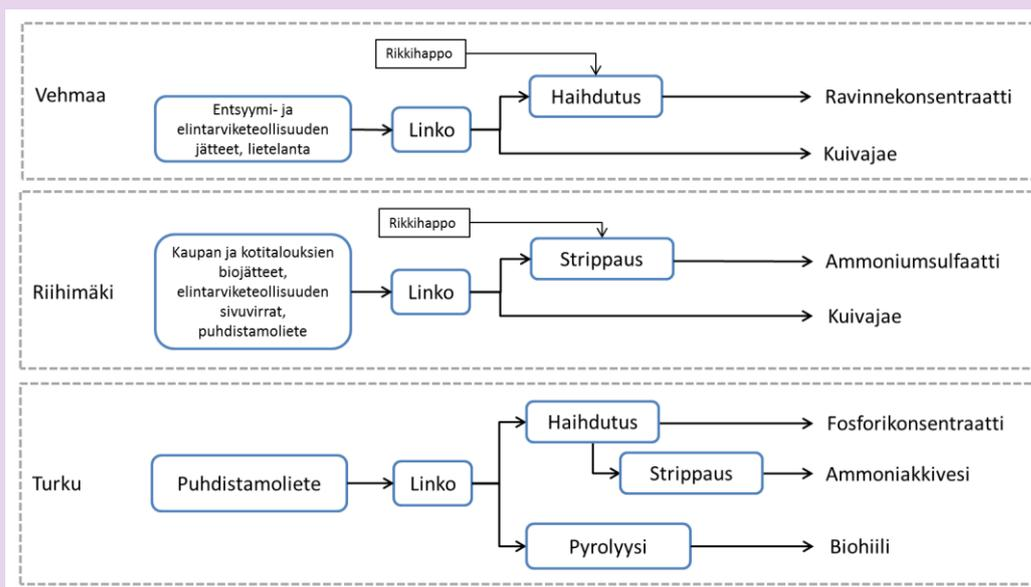 Vehmaa
Rikkihappo
Entsyymi- ja
elintarviketeollisuuden
jätteet, lietelanta
Linko
Haihdutus
Ravinnekonsentraatti
Kuivajae
Riihimäki
Rikkihappo
Kaupan ja kotitalouksien
biojätteet,
elintarviketeollisuuden
sivuvirrat,
puhdistamoliete
Linko
Strippaus
Ammoniumsulfaatti
Kuivajae
Turku
Puhdistamoliete
Linko
Haihdutus
Fosforikonsentraatti
Strippaus
Ammoniakkivesi
Pyrolyysi
Biohiili